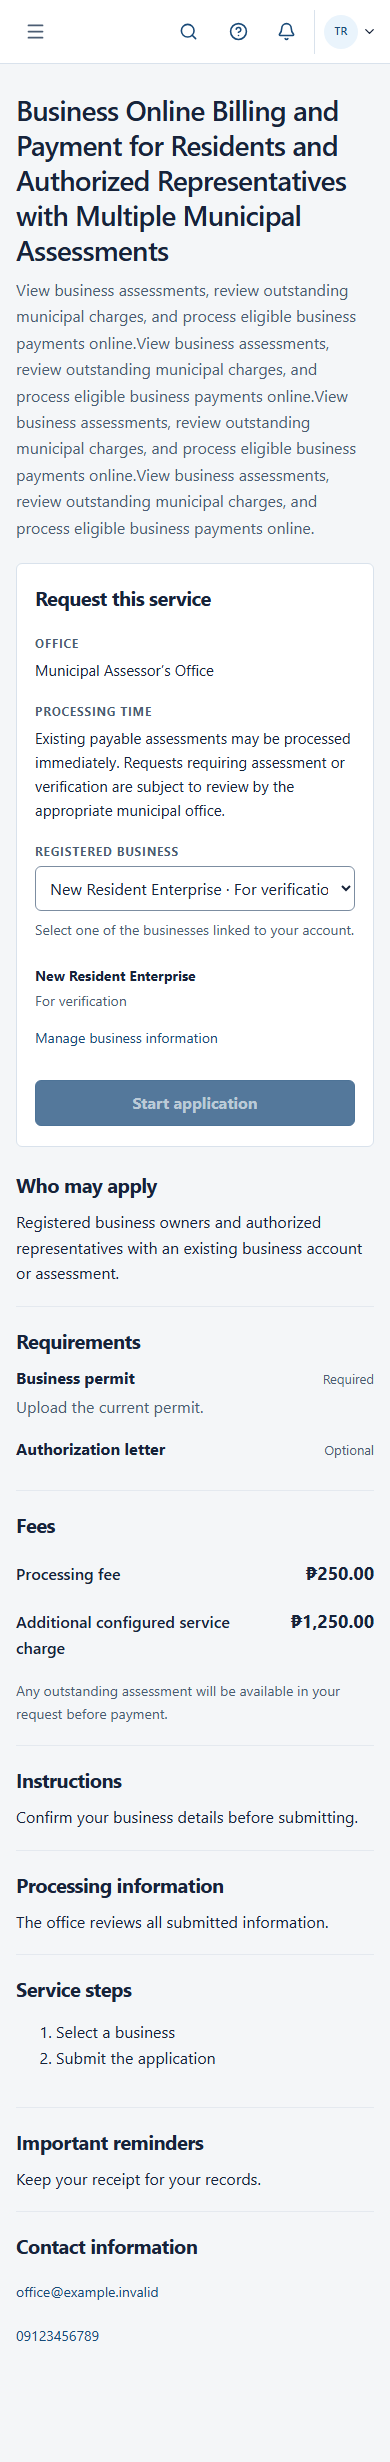 TR
Business Online Billing and
Payment for Residents and
Authorized Representatives
with Multiple Municipal
Assessments
View business assessments, review outstanding
municipal charges, and process eligible business
payments online.View business assessments,
review outstanding municipal charges, and
process eligible business payments online.View
business assessments, review outstanding
municipal charges, and process eligible business
payments online.View business assessments,
review outstanding municipal charges, and
process eligible business payments online.
Request this service
OFFICE
Municipal Assessor’s Office
PROCESSING TIME
Existing payable assessments may be processed
immediately. Requests requiring assessment or
verification are subject to review by the
appropriate municipal office.
REGISTERED BUSINESS
New Resident Enterprise · For verificatio
Select one of the businesses linked to your account.
New Resident Enterprise
For verification
Manage business information
Start application
Who may apply
Registered business owners and authorized
representatives with an existing business account
or assessment.
Requirements
Business permit Required
Upload the current permit.
Authorization letter Optional
Fees
Processing fee ₱250.00
Additional configured service ₱1,250.00
charge
Any outstanding assessment will be available in your
request before payment.
Instructions
Confirm your business details before submitting.
Processing information
The office reviews all submitted information.
Service steps
1. Select a business
2. Submit the application
Important reminders
Keep your receipt for your records.
Contact information
office@example.invalid
09123456789